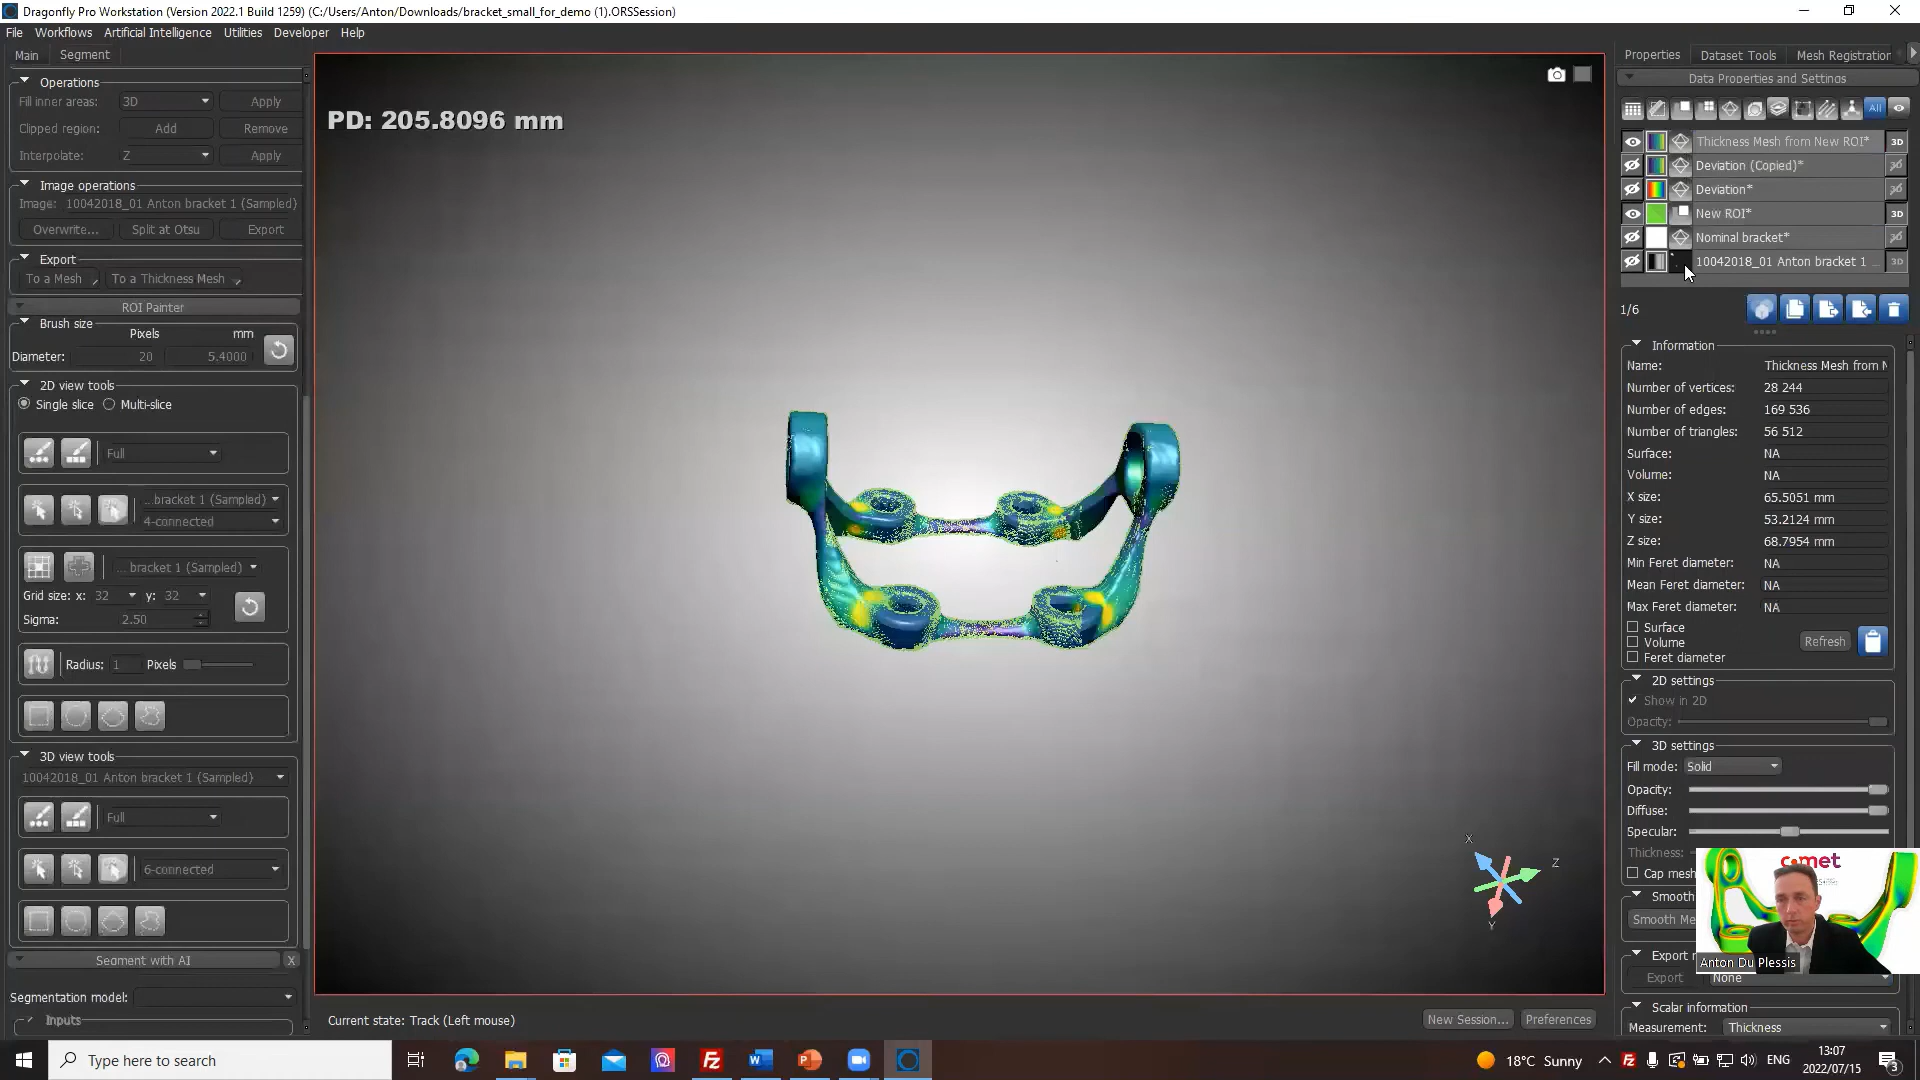 Dragonfly Pro Workstation (Version 2022.1 Build 1259) (C:/Users/Anton/Downloads/bracket_small_for_demo (1).ORSSession)
File Workflows Artificial Intelligence Utilities Developer Help
Main Segment
Operations
Fill inner areas: 3D Apply
Clipped region: Add Remove
Interpolate: Z Apply
Image operations
Image: 10042018_01 Anton bracket 1 (Sampled)
Overwrite... Split at Otsu Export
Export
To a Mesh To a Thickness Mesh
ROI Painter
Brush size
Pixels mm
Diameter: 20 5.4000
2D view tools
Single slice Multi-slice
Full
...bracket 1 (Sampled)
4-connected
... bracket 1 (Sampled)
Grid size: x: 32 y: 32
Sigma: 2.50
Radius: 1 Pixels
3D view tools
10042018_01 Anton bracket 1 (Sampled)
Full
6-connected
Segment with AI X
Segmentation model:
Inputs
PD: 205.8096 mm
X
Z
Y
Current state: Track (Left mouse)
New Session... Preferences
Properties Dataset Tools Mesh Registration
Data Properties and Settings
All
Thickness Mesh from New ROI* 3D
Deviation (Copied)* 3D
Deviation* 3D
New ROI* 3D
Nominal bracket* 3D
10042018_01 Anton bracket 1 ... 3D
1/6
Information
Name: Thickness Mesh from N
Number of vertices: 28 244
Number of edges: 169 536
Number of triangles: 56 512
Surface: NA
Volume: NA
X size: 65.5051 mm
Y size: 53.2124 mm
Z size: 68.7954 mm
Min Feret diameter: NA
Mean Feret diameter: NA
Max Feret diameter: NA
Surface
Volume
Feret diameter
Refresh
2D settings
Show in 2D
Opacity:
3D settings
Fill mode: Solid
Opacity:
Diffuse:
Specular:
Thickness:
Cap mesh
Smooth
Smooth Me
Export
Export None
Scalar information
Measurement: Thickness
comet
Anton Du Plessis
Type here to search
18°C Sunny
ENG
13:07
2022/07/15
3